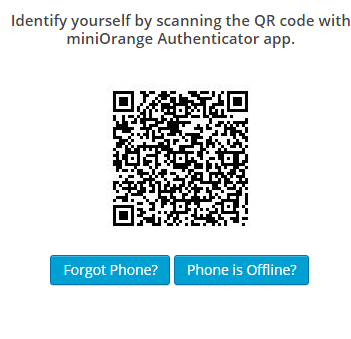 Identify yourself by scanning the QR code with
miniOrange Authenticator app.
Forgot Phone?
Phone is Offline?